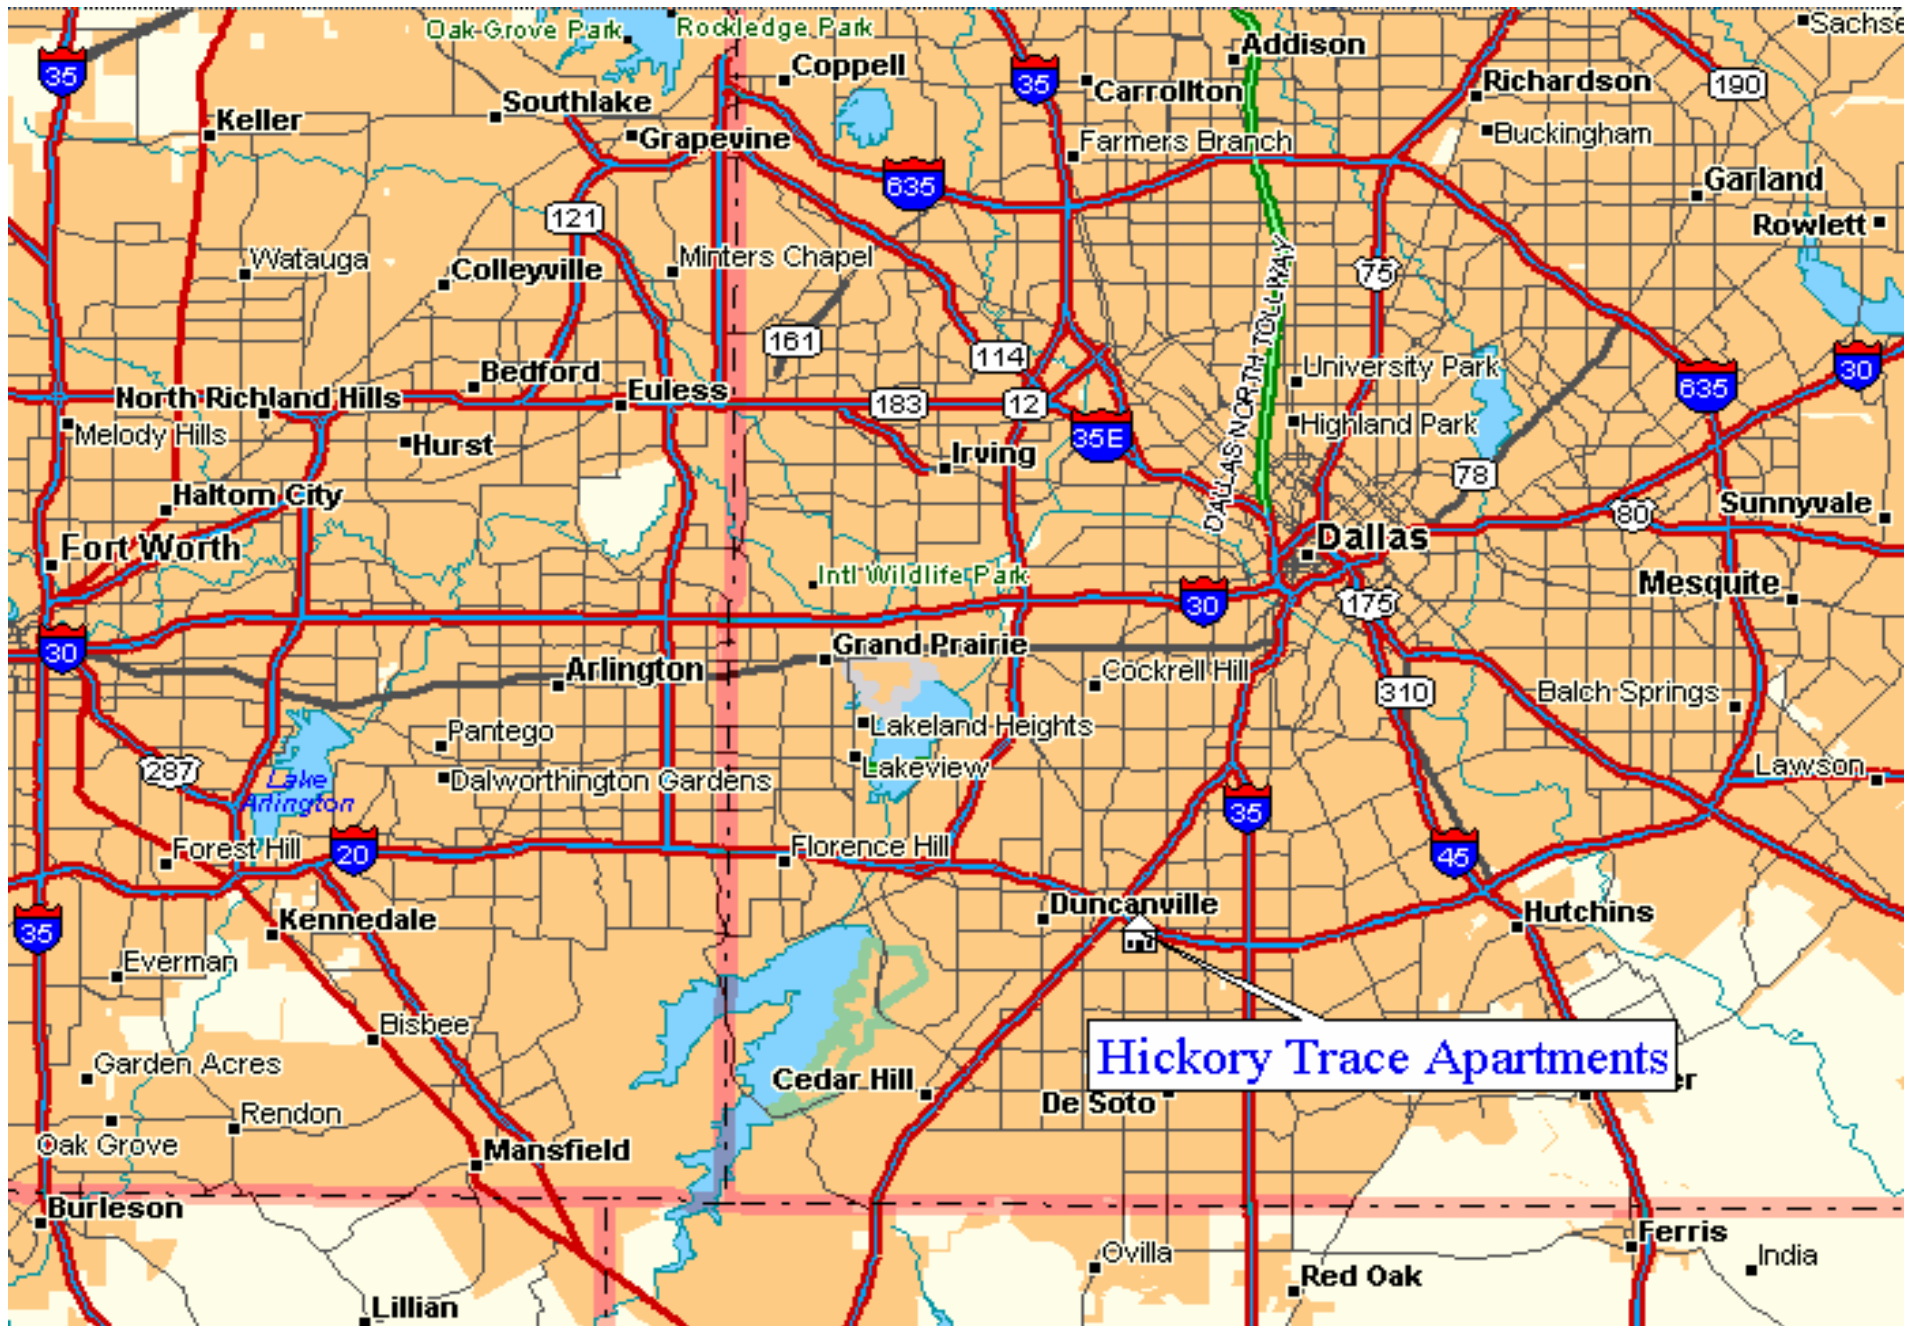 Oak Grove Park
Rockledge Park
Sachse
35
Coppell
35
Addison
Carrollton
Richardson
190
Southlake
Keller
Grapevine
Farmers Branch
Buckingham
635
Garland
121
Rowlett
Watauga
Colleyville
Minters Chapel
75
DALLAS NORTH TOLLWAY
161
114
University Park
635
30
Bedford
North Richland Hills
Euless
183
12
35E
Highland Park
Melody Hills
Hurst
Irving
78
Haltom City
Sunnyvale
80
Fort Worth
Dallas
Intl Wildlife Park
Mesquite
30
175
30
Grand Prairie
Arlington
Cockrell Hill
310
Balch Springs
Pantego
Lakeland Heights
287
Lake
Arlington
Dalworthington Gardens
Lakeview
Lawson
35
Forest Hill
20
Florence Hill
45
35
Kennedale
Duncanville
Hutchins
Everman
Bisbee
Hickory Trace Apartments
Garden Acres
Cedar Hill
er
De Soto
Rendon
Oak Grove
Mansfield
Burleson
Ferris
Ovilla
India
Red Oak
Lillian